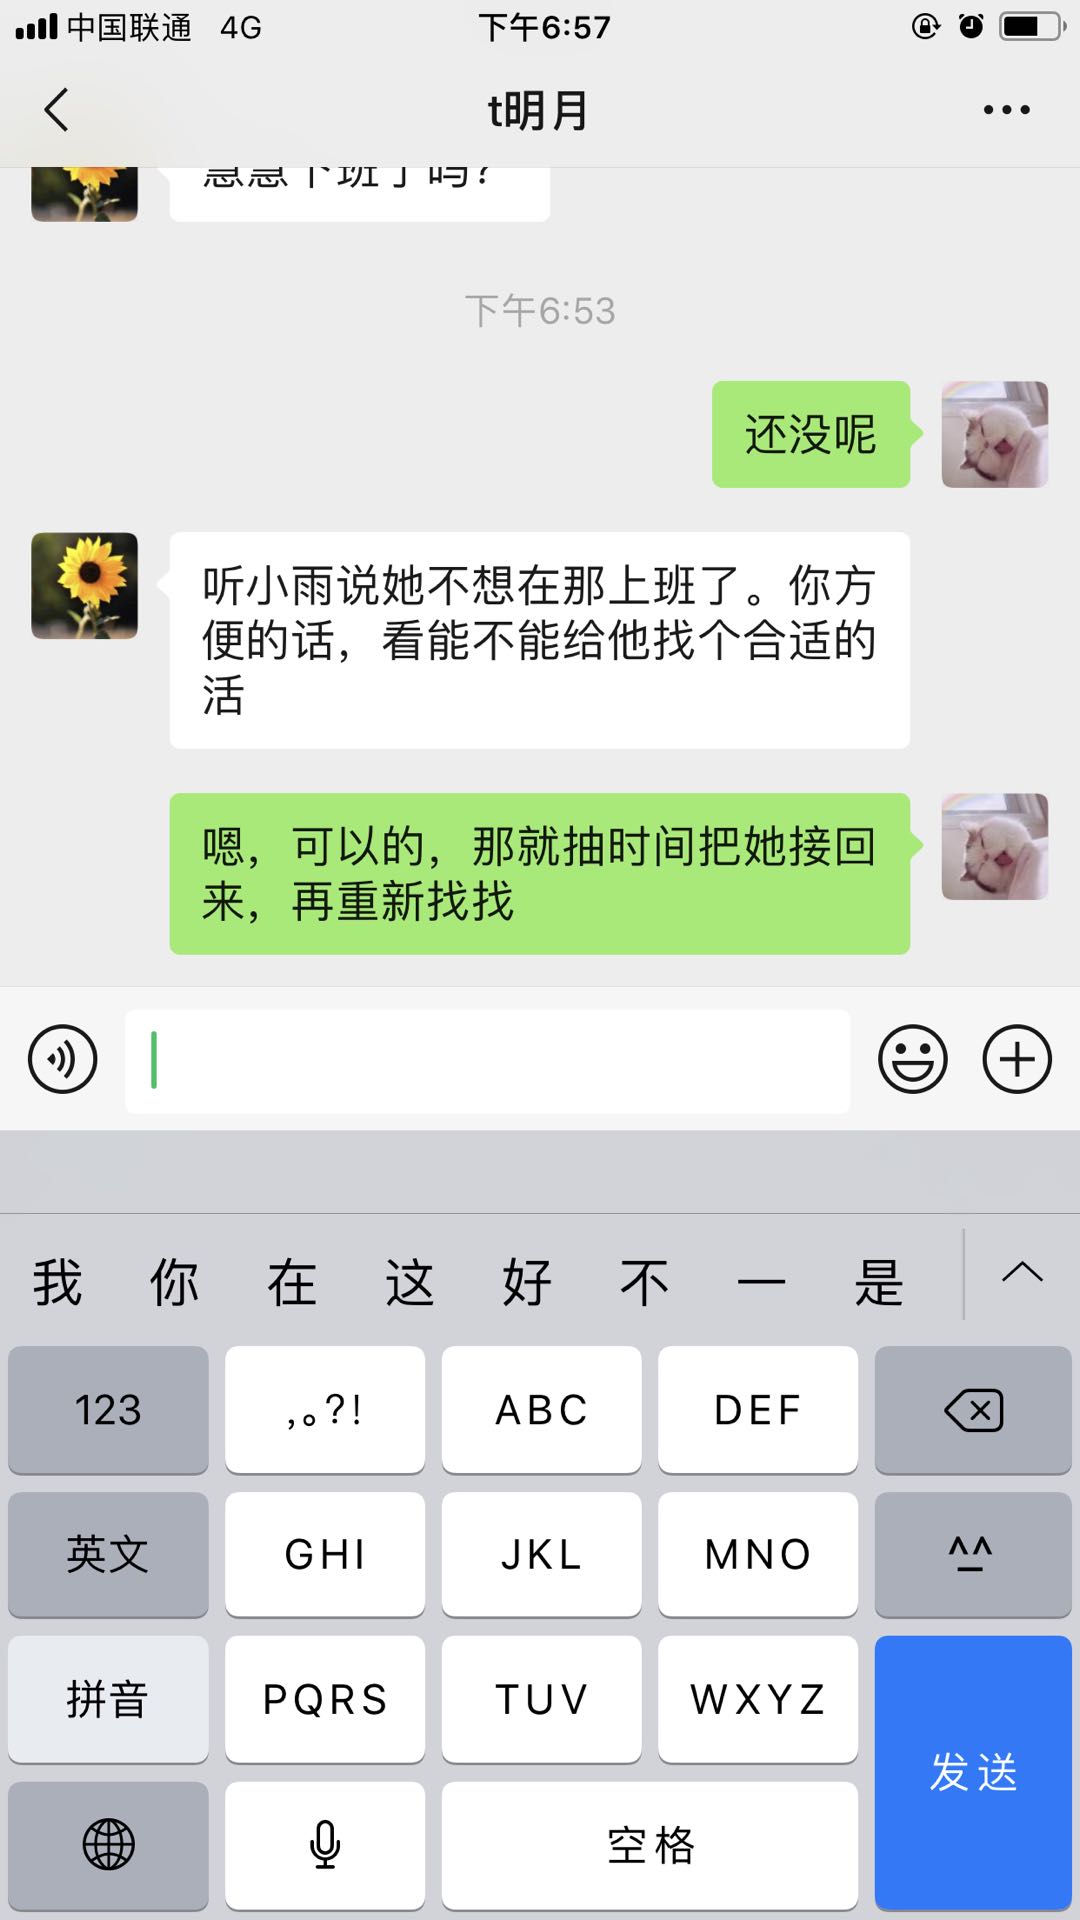 中国联通 4G 下午6:57
t明月
下班了吗?
下午6:53
还没呢
听小雨说她不想在那上班了。你方
便的话，看能不能给他找个合适的
活
嗯，可以的，那就抽时间把她接回
来，再重新找找
我 你 在 这 好 不 一 是
123 ,。?! ABC DEF
英文 GHI JKL MNO ^^
拼音 PQRS TUV WXYZ
发送
空格